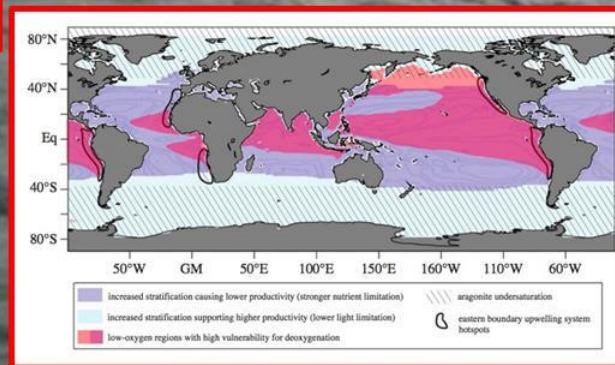 80°N
40°N
Eq
40°S
80°S
50°W GM 50°E 100°E 150°E 160°W 110°W 60°W
increased stratification causing lower productivity (stronger nutrient limitation)
increased stratification supporting higher productivity (lower light limitation)
low-oxygen regions with high vulnerability for deoxygenation
aragonite undersaturation
eastern boundary upwelling system
hotspots